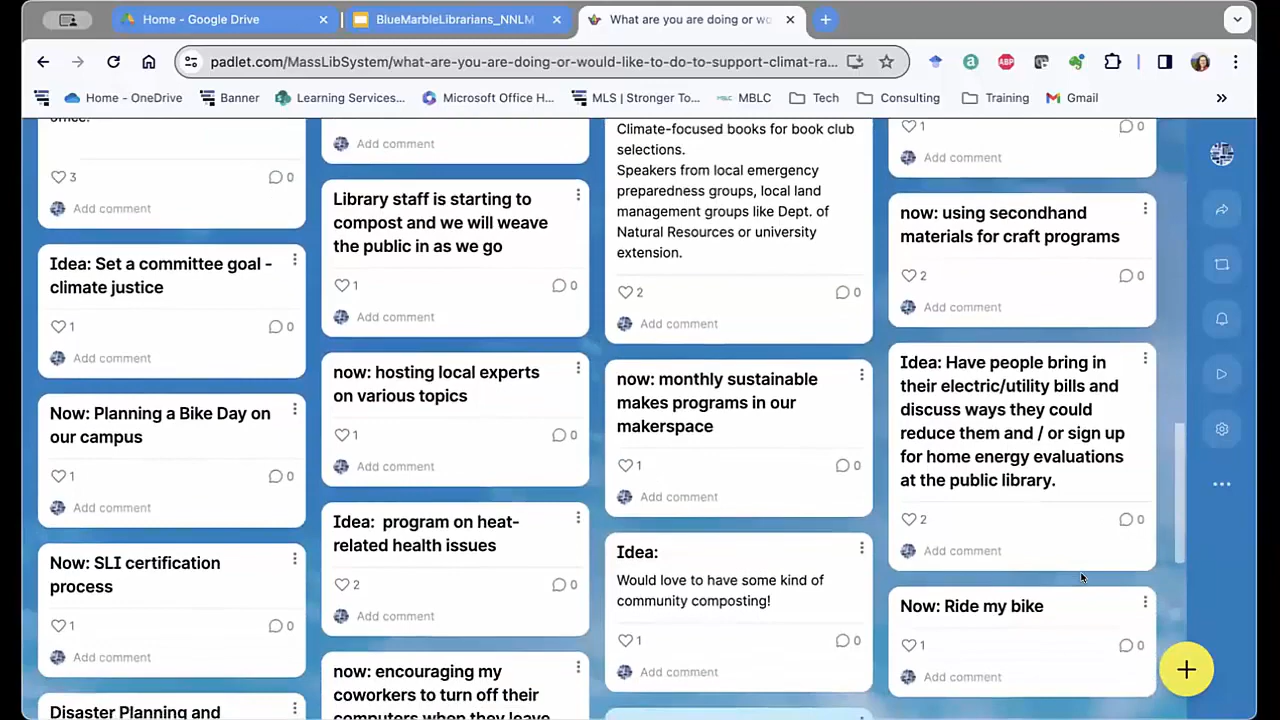 Home - Google Drive
BlueMarbleLibrarians_NNLM
What are you are doing or wo
padlet.com/MassLibSystem/what-are-you-are-doing-or-would-like-to-do-to-support-climat-ra...
Home - OneDrive
Banner
Learning Services...
Microsoft Office H...
MLS | Stronger To...
MBLC
Tech
Consulting
Training
Gmail
office.
3
0
Add comment
Idea: Set a committee goal -
climate justice
1
0
Add comment
Now: Planning a Bike Day on
our campus
1
0
Add comment
Now: SLI certification
process
1
0
Add comment
Disaster Planning and
Add comment
Library staff is starting to
compost and we will weave
the public in as we go
1
0
Add comment
now: hosting local experts
on various topics
1
0
Add comment
Idea: program on heat-
related health issues
2
0
Add comment
now: encouraging my
coworkers to turn off their
computers when they leave
Climate-focused books for book club
selections.
Speakers from local emergency
preparedness groups, local land
management groups like Dept. of
Natural Resources or university
extension.
2
0
Add comment
now: monthly sustainable
makes programs in our
makerspace
1
0
Add comment
Idea:
Would love to have some kind of
community composting!
1
0
Add comment
1
0
Add comment
now: using secondhand
materials for craft programs
2
0
Add comment
Idea: Have people bring in
their electric/utility bills and
discuss ways they could
reduce them and / or sign up
for home energy evaluations
at the public library.
2
0
Add comment
Now: Ride my bike
1
0
Add comment